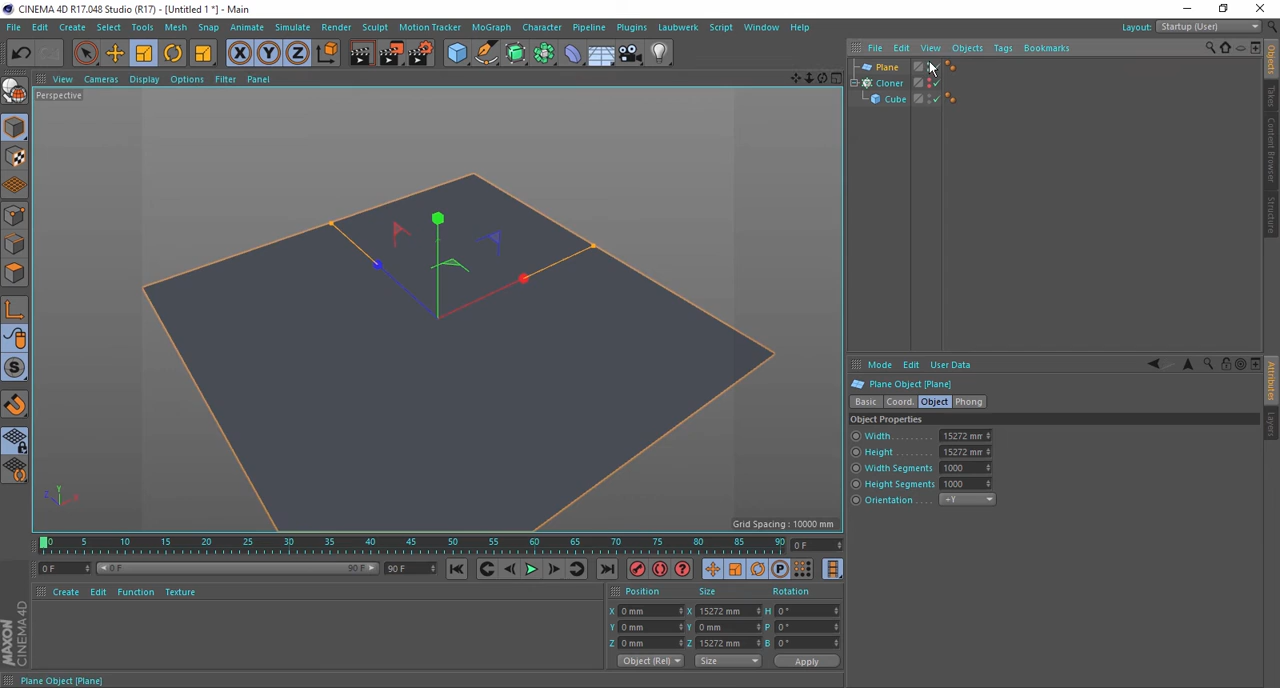 CINEMA 4D R17.048 Studio (R17) - [Untitled 1 *] - Main
File Edit Create Select Tools Mesh Snap Animate Simulate Render Sculpt Motion Tracker MoGraph Character Pipeline Plugins Laubwerk Script Window Help Layout: Startup (User)
X Y Z
File Edit View Objects Tags Bookmarks
View Cameras Display Options Filter Panel
Perspective
Plane
Cloner
Cube
Objects
Takes
Content Browser
Structure
Grid Spacing : 10000 mm
Mode Edit User Data
Plane Object [Plane]
Basic Coord. Object Phong
Object Properties
Width 15272 mm
Height 15272 mm
Width Segments 1000
Height Segments 1000
Orientation +Y
Attributes
Layers
0 5 10 15 20 25 30 35 40 45 50 55 60 65 70 75 80 85 90 0 F
0 F 0 F 90 F 90 F
Create Edit Function Texture
Position Size Rotation
X 0 mm X 15272 mm H 0 °
Y 0 mm Y 0 mm P 0 °
Z 0 mm Z 15272 mm B 0 °
Object (Rel) Size Apply
MAXON
CINEMA 4D
Plane Object [Plane]